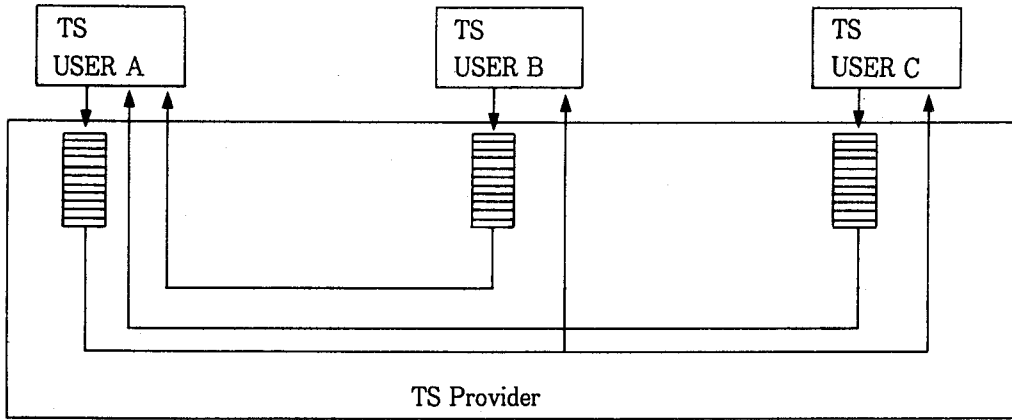 TS
USER A
TS
USER B
TS
USER C
TS Provider